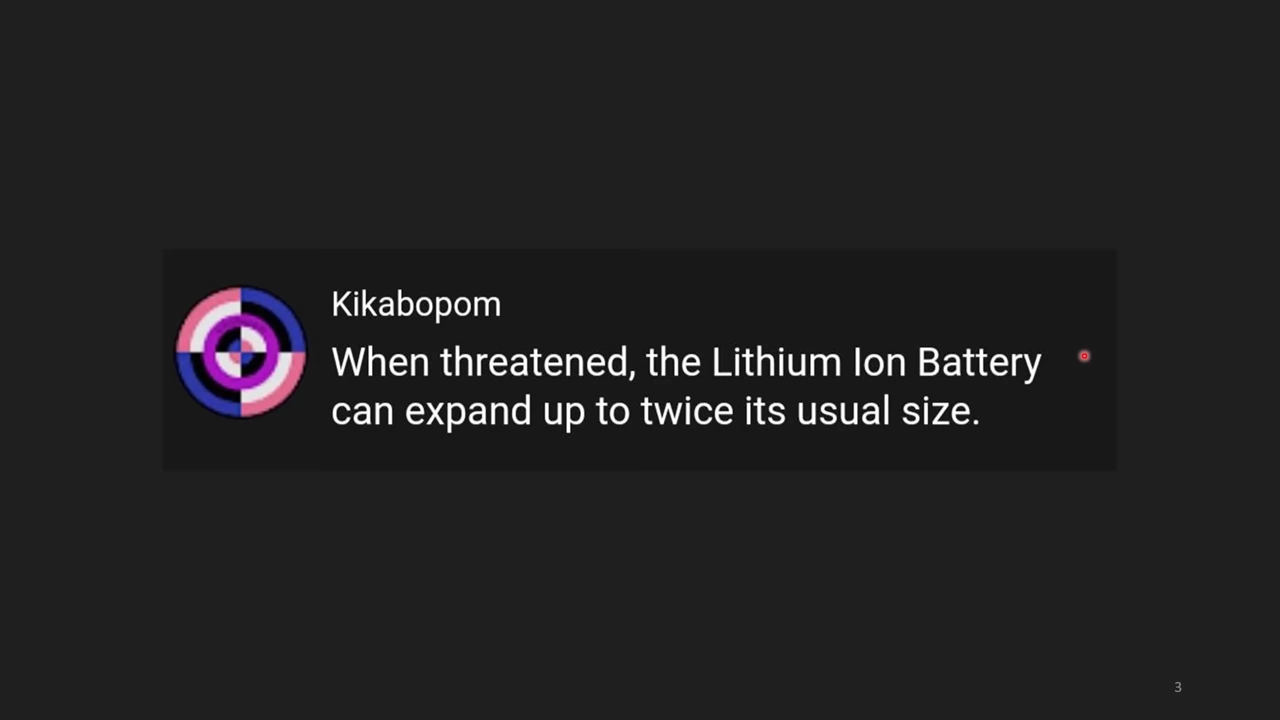 Kikabopom
When threatened, the Lithium Ion Battery
can expand up to twice its usual size.
3